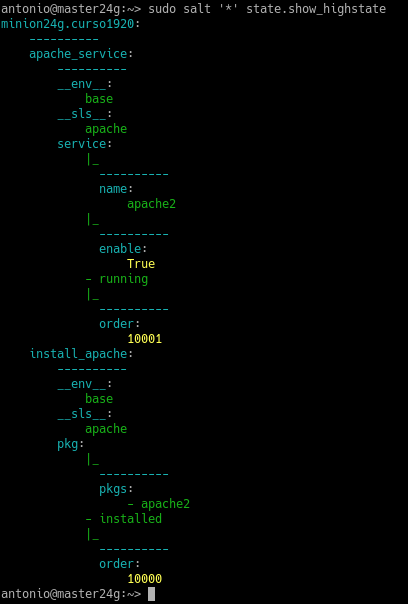 antonio@master24g:~> sudo salt '*' state.show_highstate
minion24g.curso1920:
    ----------
    apache_service:
        ----------
        __env__:
            base
        __sls__:
            apache
        service:
            |_
              ----------
              name:
                  apache2
            |_
              ----------
              enable:
                  True
            - running
            |_
              ----------
              order:
                  10001
    install_apache:
        ----------
        __env__:
            base
        __sls__:
            apache
        pkg:
            |_
              ----------
              pkgs:
                  - apache2
            - installed
            |_
              ----------
              order:
                  10000
antonio@master24g:~>